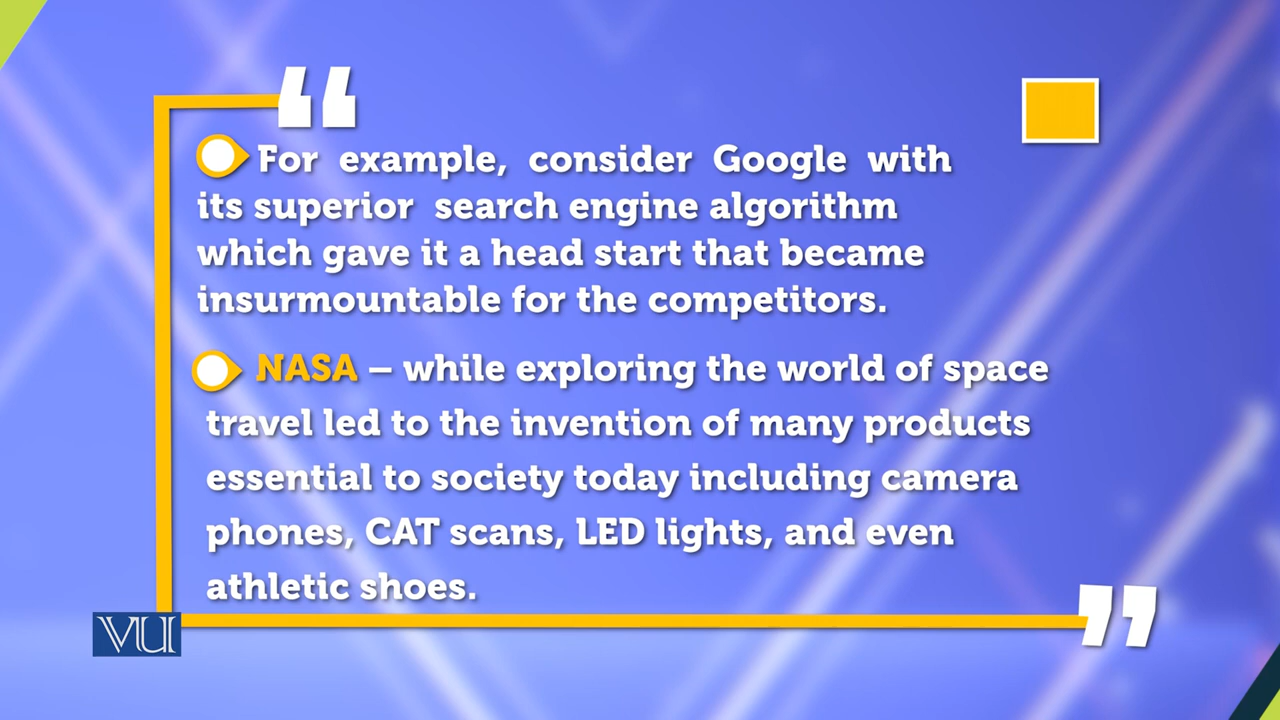 “
For example, consider Google with
its superior search engine algorithm
which gave it a head start that became
insurmountable for the competitors.
NASA – while exploring the world of space
travel led to the invention of many products
essential to society today including camera
phones, CAT scans, LED lights, and even
athletic shoes.
”
VU